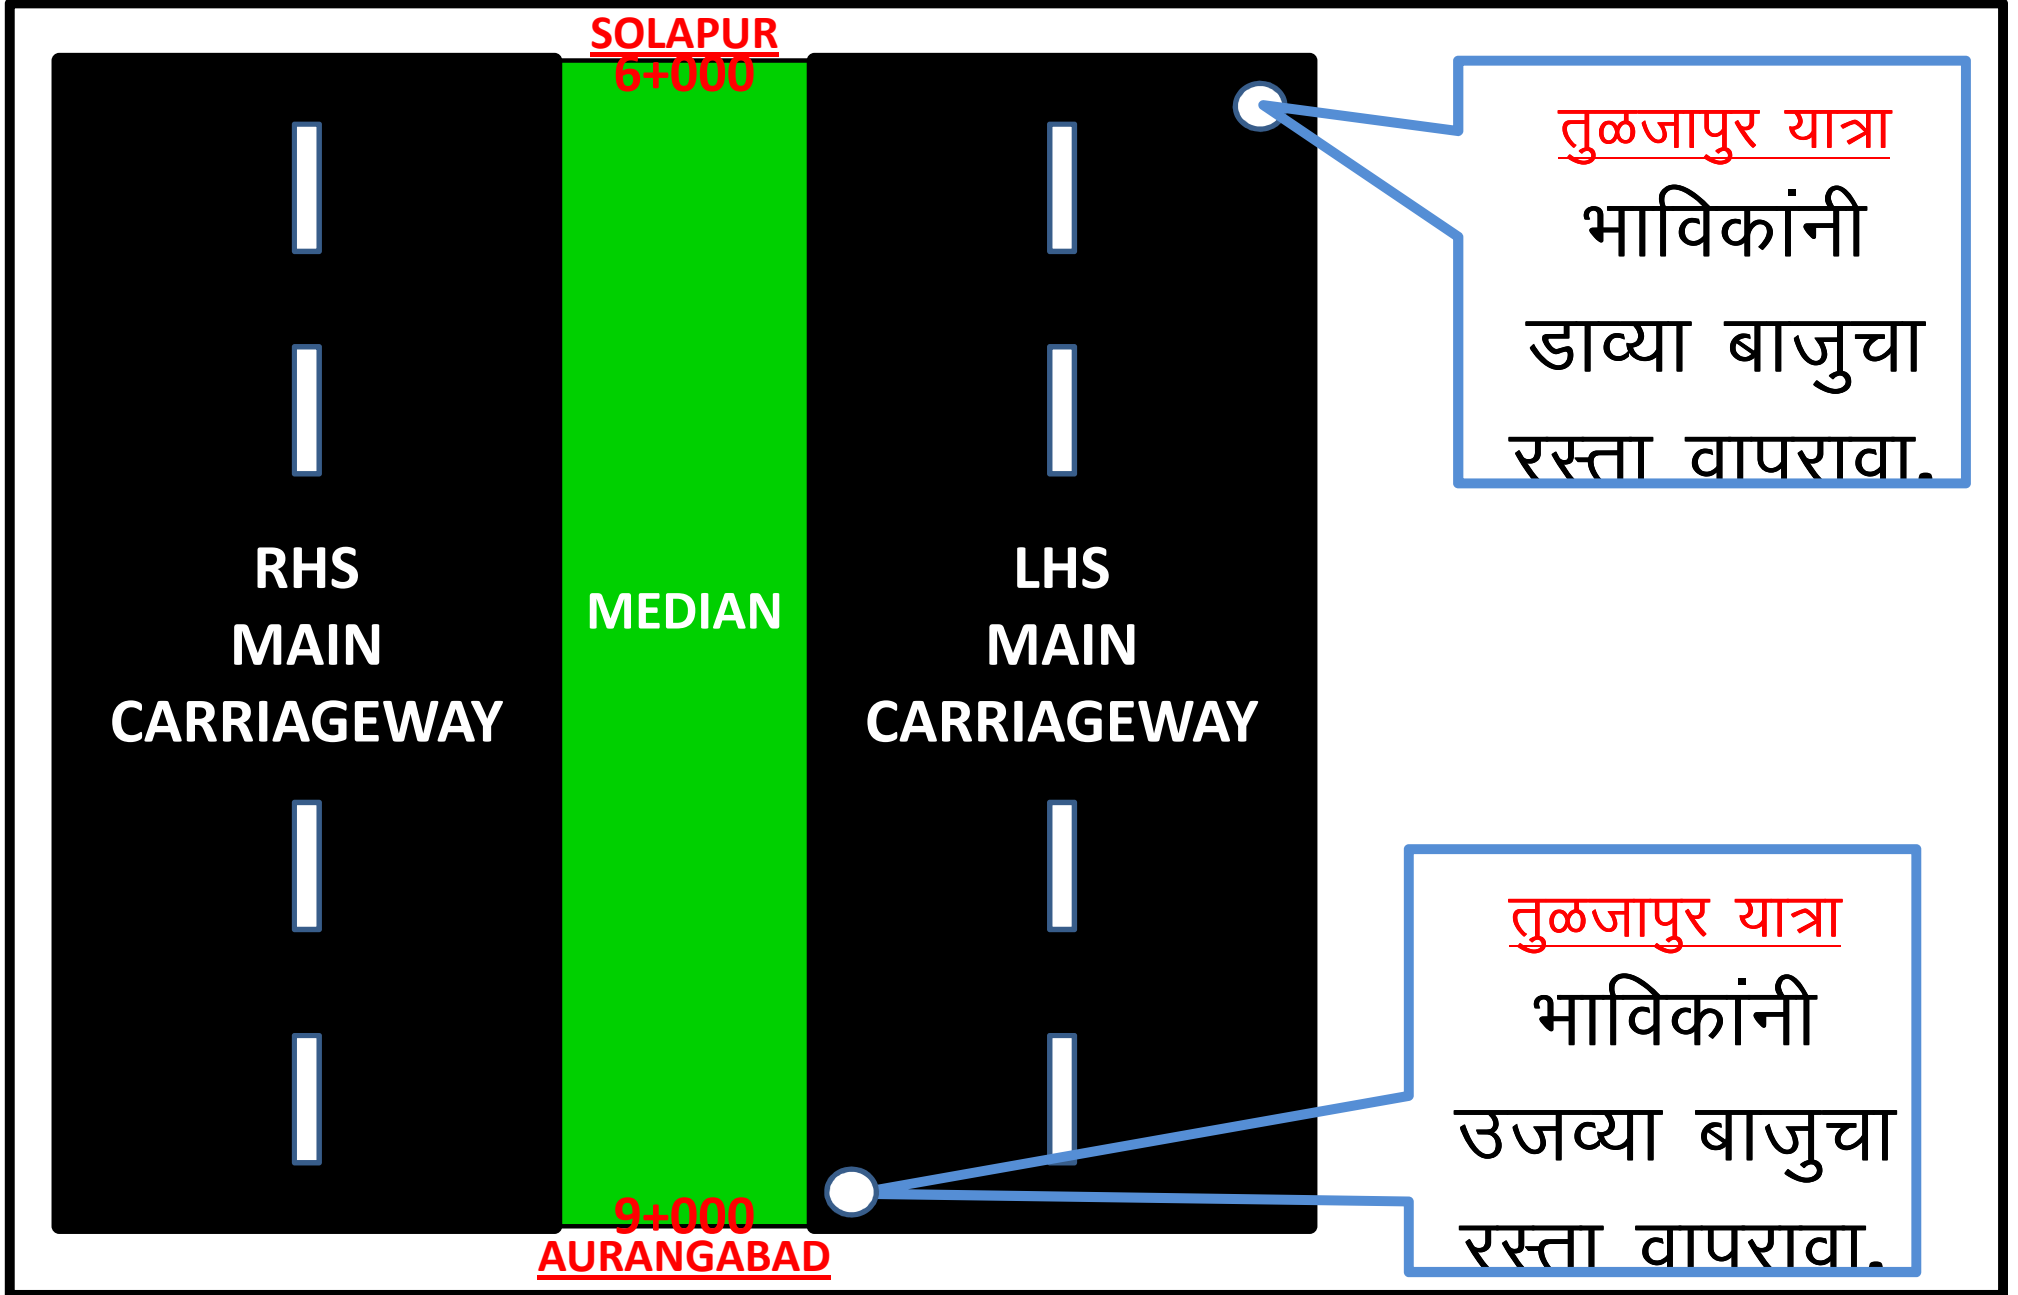 SOLAPUR
6+000
तुळजापुर यात्रा
भाविकांनी
डाव्या बाजुचा
रस्ता वापरावा.
RHS
MAIN
CARRIAGEWAY
MEDIAN
LHS
MAIN
CARRIAGEWAY
तुळजापुर यात्रा
भाविकांनी
उजव्या बाजुचा
रस्ता वापरावा.
9+000
AURANGABAD